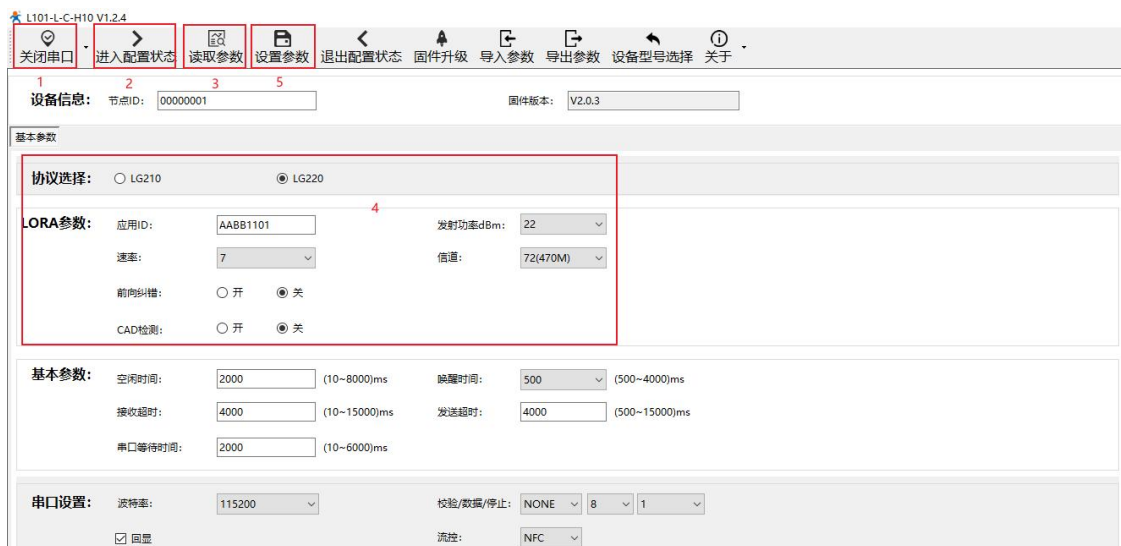 L101-L-C-H10 V1.2.4
关闭串口 进入配置状态 读取参数 设置参数 退出配置状态 固件升级 导入参数 导出参数 设备型号选择 关于
1 2 3 5
设备信息: 节点ID: 00000001 固件版本: V2.0.3
基本参数
协议选择: LG210 LG220
4
LORA参数: 应用ID: AABB1101 发射功率dBm: 22
速率: 7 信道: 72(470M)
前向纠错: 开 关
CAD检测: 开 关
基本参数: 空闲时间: 2000 (10~8000)ms 唤醒时间: 500 (500~4000)ms
接收超时: 4000 (10~15000)ms 发送超时: 4000 (500~15000)ms
串口等待时间: 2000 (10~6000)ms
串口设置: 波特率: 115200 校验/数据/停止: NONE 8 1
回显 流控: NFC